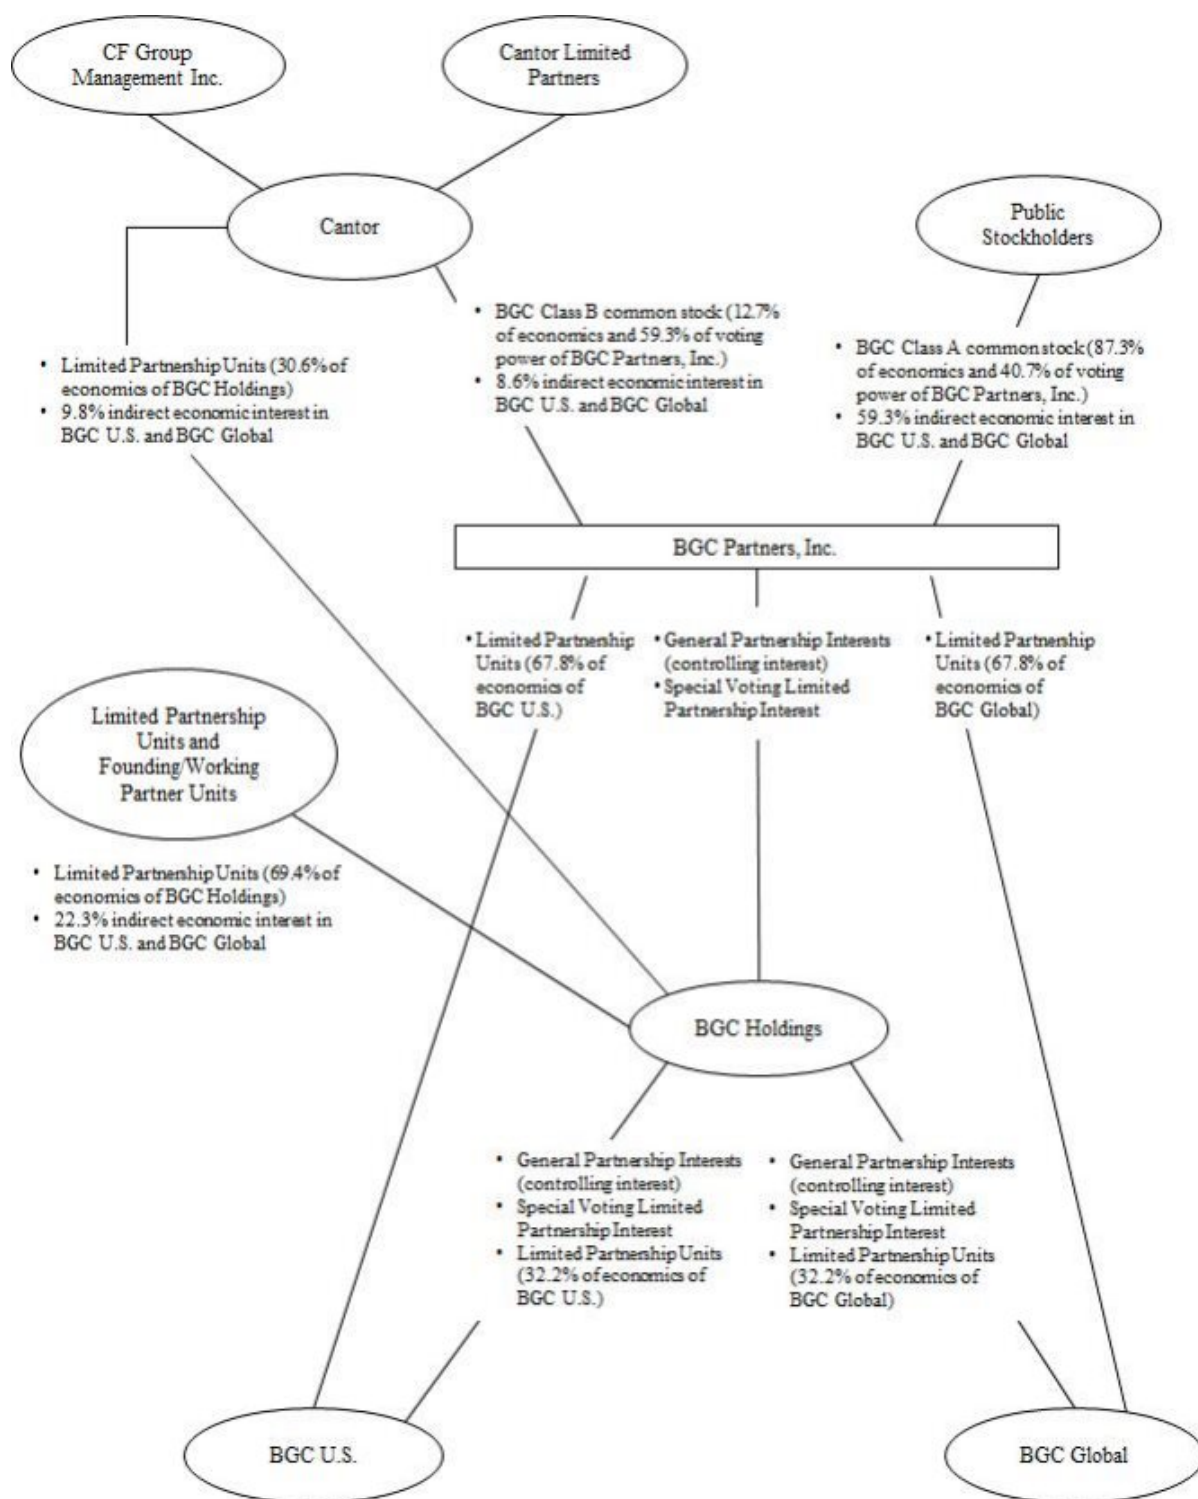 CF Group
Management Inc.
Cantor Limited
Partners
Cantor
Public
Stockholders
• BGC Class B common stock (12.7%
of economics and 59.3% of voting
power of BGC Partners, Inc.)
• 8.6% indirect economic interest in
BGC U.S. and BGC Global
• BGC Class A common stock (87.3%
of economics and 40.7% of voting
power of BGC Partners, Inc.)
• 59.3% indirect economic interest in
BGC U.S. and BGC Global
• Limited Partnership Units (30.6% of
economics of BGC Holdings)
• 9.8% indirect economic interest in
BGC U.S. and BGC Global
BGC Partners, Inc.
• Limited Partnership
Units (67.8% of
economics of
BGC U.S.)
• General Partnership Interests
(controlling interest)
• Special Voting Limited
Partnership Interest
• Limited Partnership
Units (67.8% of
economics of
BGC Global)
Limited Partnership
Units and
Founding/Working
Partner Units
• Limited Partnership Units (69.4% of
economics of BGC Holdings)
• 22.3% indirect economic interest in
BGC U.S. and BGC Global
BGC Holdings
• General Partnership Interests
(controlling interest)
• Special Voting Limited
Partnership Interest
• Limited Partnership Units
(32.2% of economics of
BGC U.S.)
• General Partnership Interests
(controlling interest)
• Special Voting Limited
Partnership Interest
• Limited Partnership Units
(32.2% of economics of
BGC Global)
BGC U.S.
BGC Global